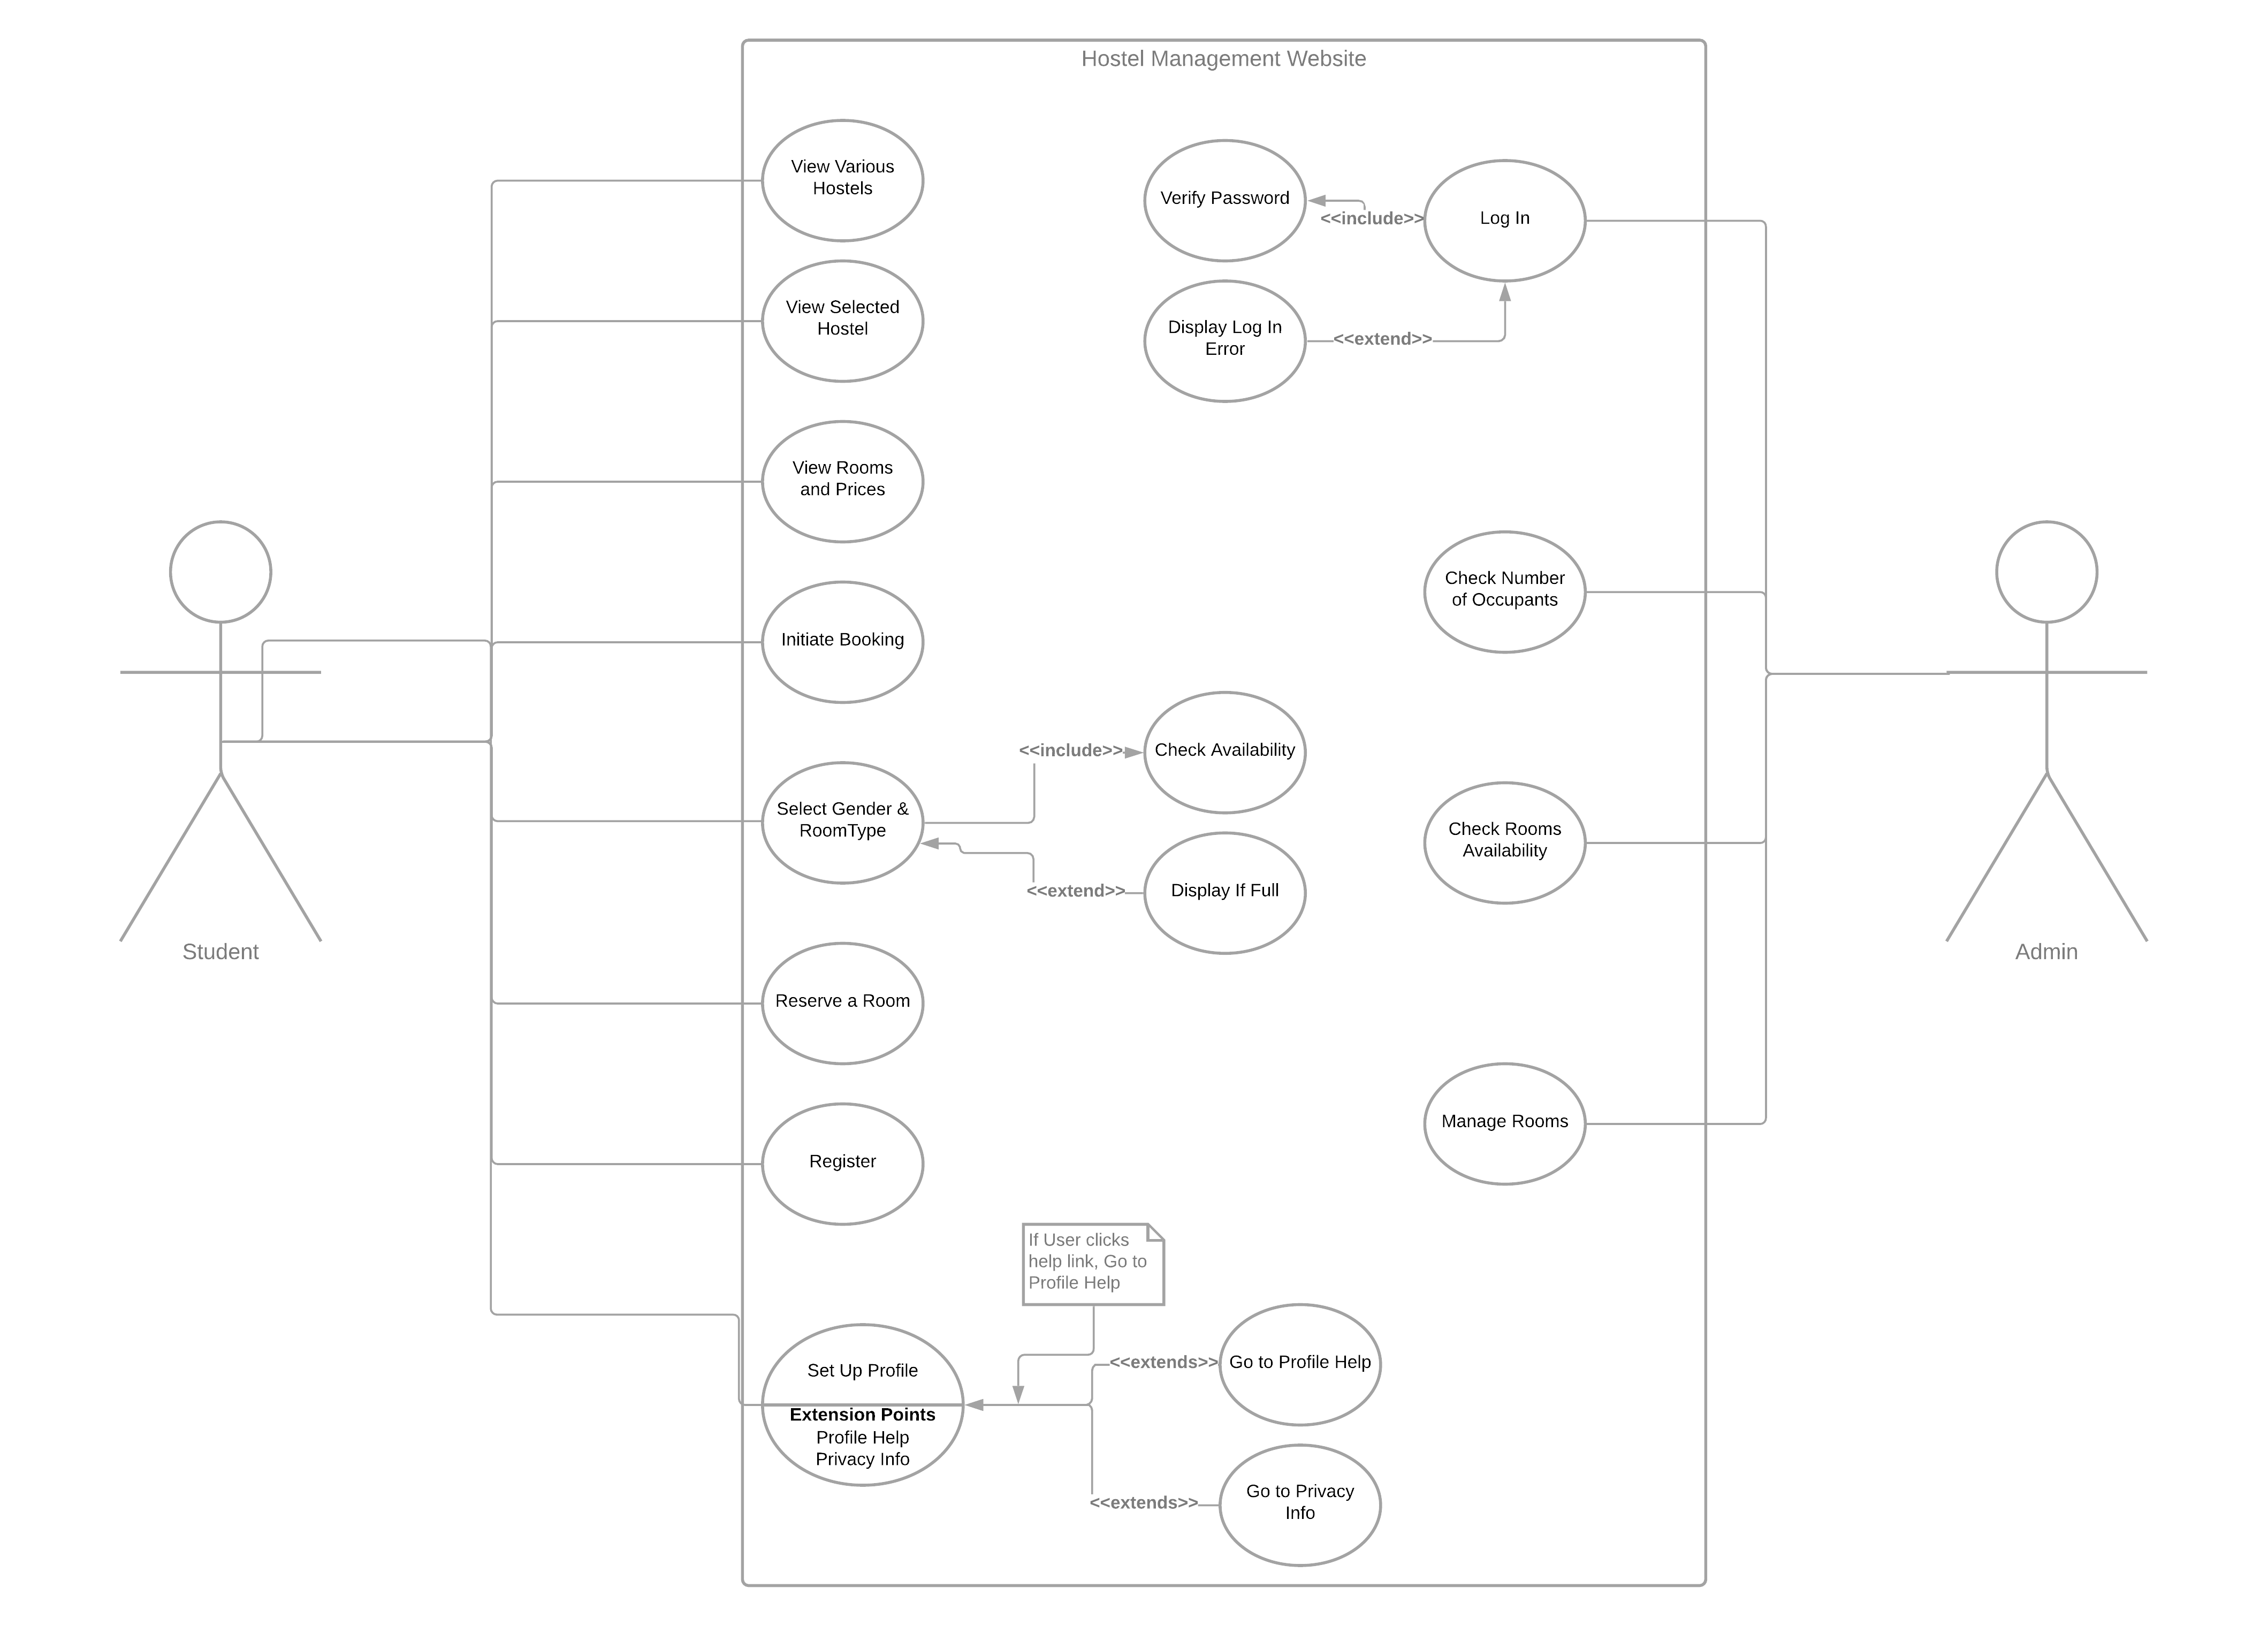 Hostel Management Website
View Various
Hostels
Verify Password
<<include>>
Log In
View Selected
Hostel
Display Log In
Error
<<extend>>
View Rooms
and Prices
Check Number
of Occupants
Initiate Booking
<<include>>
Check Availability
Select Gender &
RoomType
Check Rooms
Availability
<<extend>>
Display If Full
Student
Admin
Reserve a Room
Manage Rooms
Register
If User clicks
help link, Go to
Profile Help
Set Up Profile
Extension Points
Profile Help
Privacy Info
<<extends>>
Go to Profile Help
<<extends>>
Go to Privacy
Info